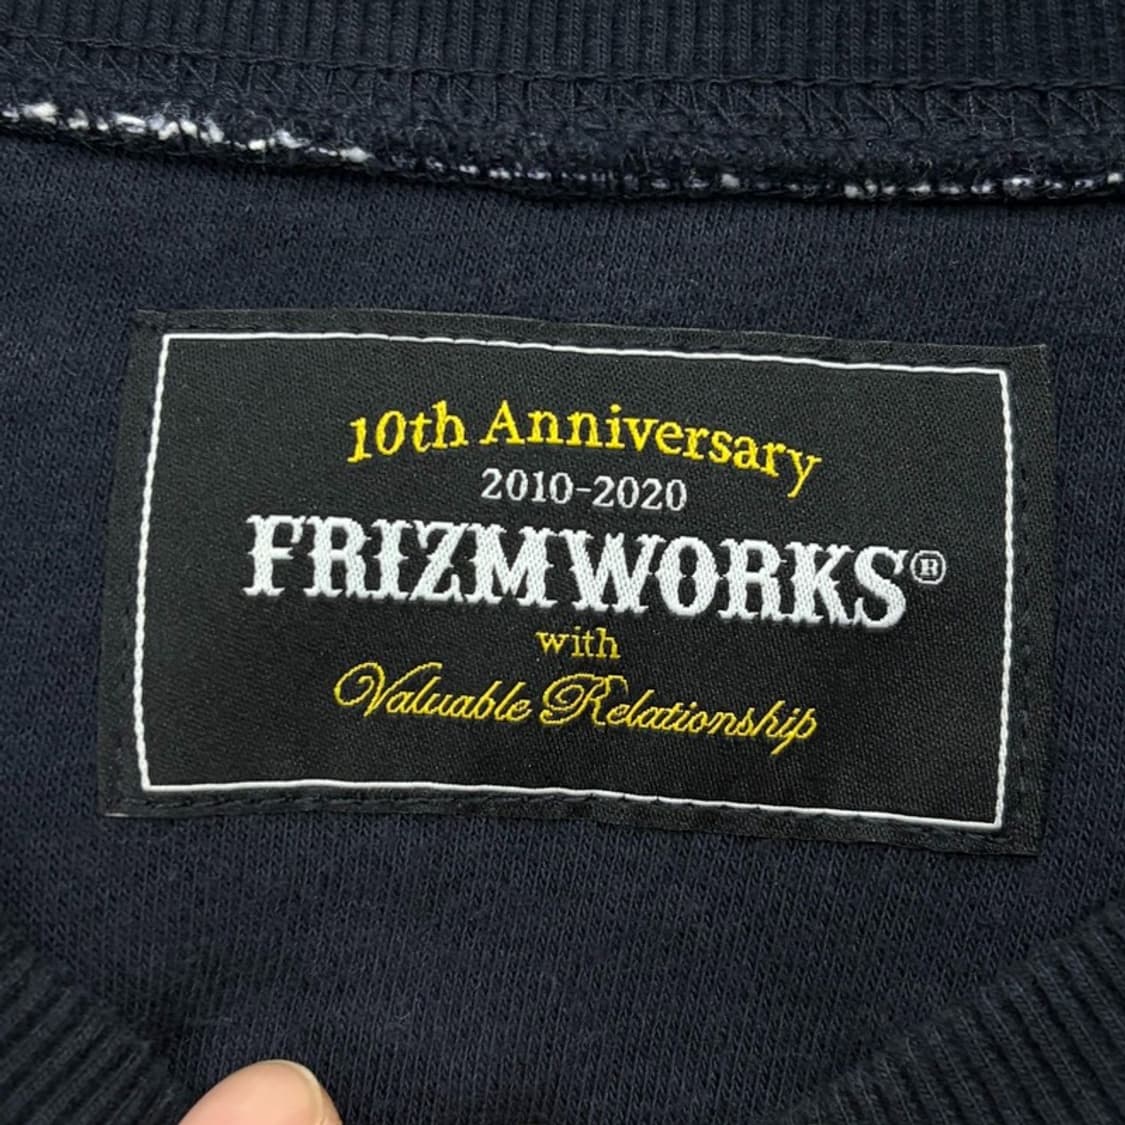 10th Anniversary
2010-2020
FRIZMWORKS®
with
Valuable Relationship